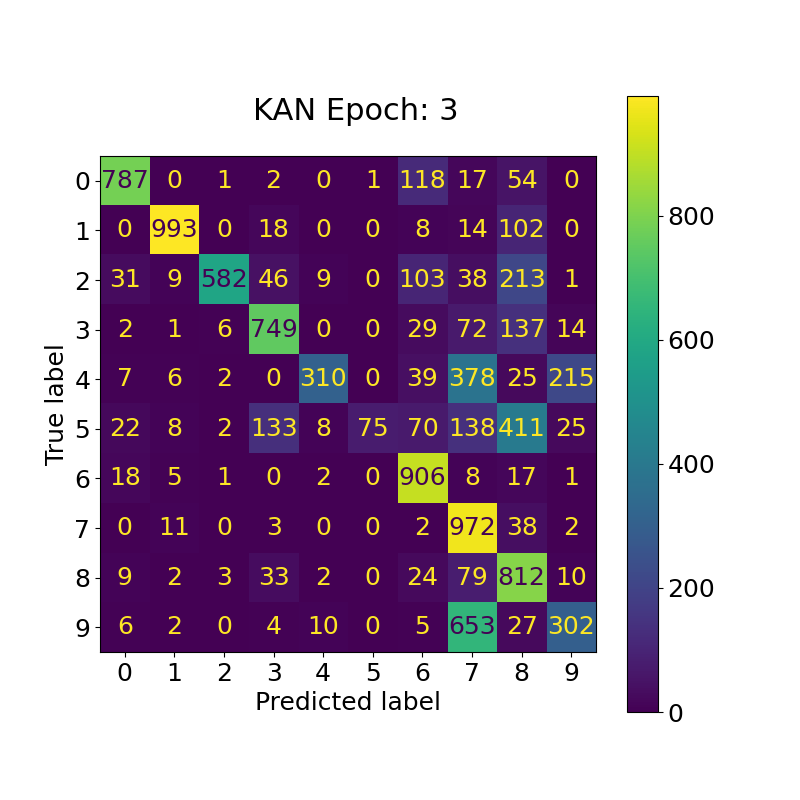 KAN Epoch: 3
0 787 0 1 2 0 1 118 17 54 0
1 0 993 0 18 0 0 8 14 102 0
2 31 9 582 46 9 0 103 38 213 1
3 2 1 6 749 0 0 29 72 137 14
4 7 6 2 0 310 0 39 378 25 215
5 22 8 2 133 8 75 70 138 411 25
6 18 5 1 0 2 0 906 8 17 1
7 0 11 0 3 0 0 2 972 38 2
8 9 2 3 33 2 0 24 79 812 10
9 6 2 0 4 10 0 5 653 27 302
0 1 2 3 4 5 6 7 8 9
Predicted label
True label
800
600
400
200
0